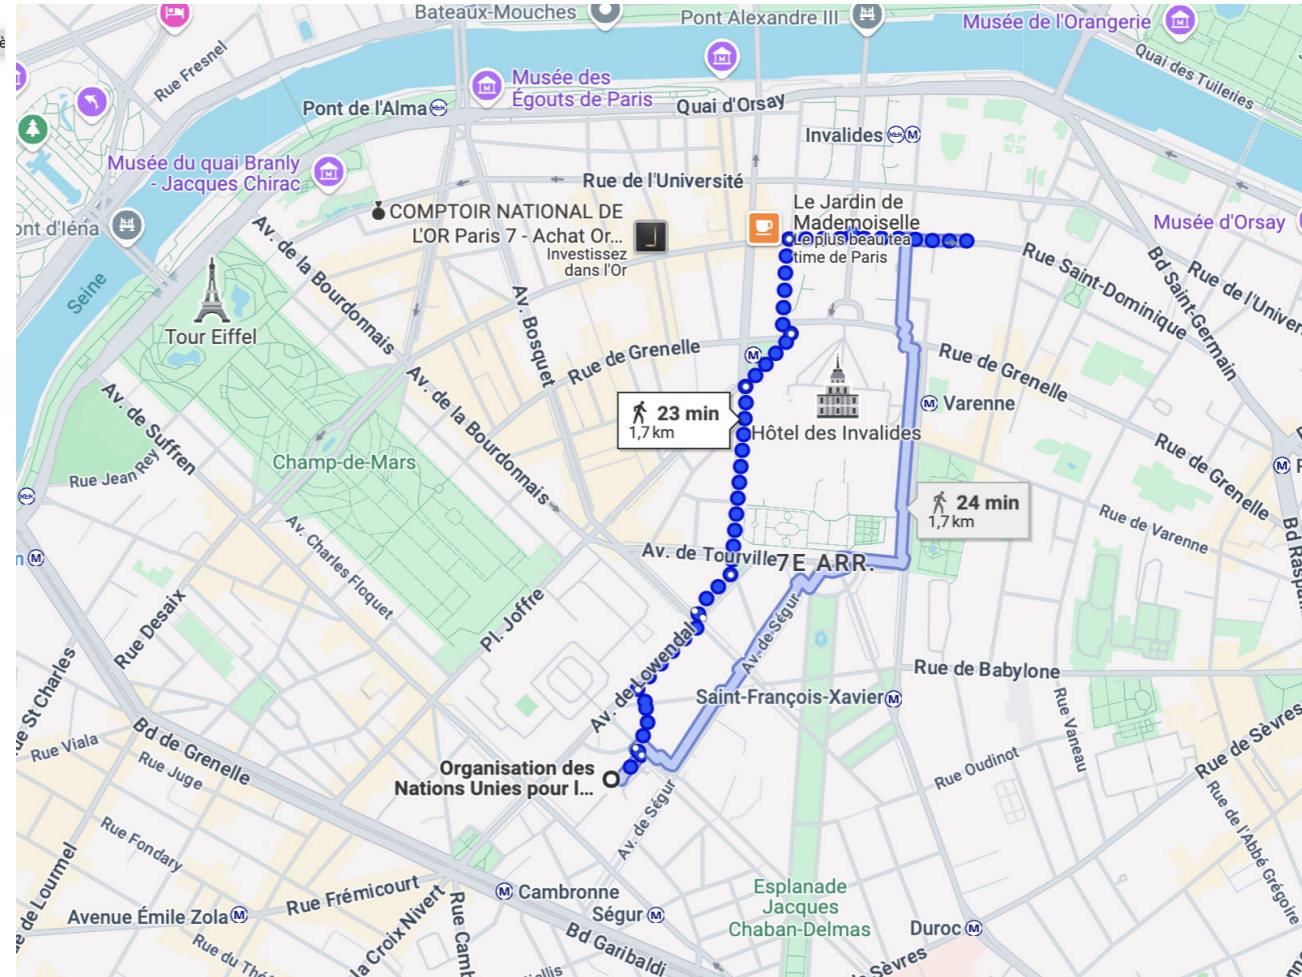 Bateaux-Mouches
Pont Alexandre III
Musée de l'Orangerie
Rue Fresnel
Quai des Tuileries
Musée des
Égouts de Paris
Pont de l'Alma
Quai d'Orsay
Invalides
Musée du quai Branly
- Jacques Chirac
Rue de l'Université
COMPTOIR NATIONAL DE
L'OR Paris 7 - Achat Or...
Investissez
dans l'Or
Le Jardin de
Mademoiselle
Le plus beau tea
time de Paris
ont d'Iéna
Musée d'Orsay
Av. de la Bourdonnais
Seine
Tour Eiffel
Av. Bosquet
Rue Saint-Dominique
Bd Saint-Germain
Rue de l'Univer
Rue de Grenelle
Rue de Grenelle
Av. de la Bourdonnais
Av. de Suffren
23 min
1,7 km
Varenne
Hôtel des Invalides
Champ-de-Mars
Rue Jean Rey
Rue de Grenelle
24 min
1,7 km
Rue de Varenne
Bd Raspa
Av. Charles Floquet
Av. de Tourville
7E ARR.
Rue Desaix
Pl. Joffre
Av. de Ségur
Av. de Lowendal
Rue de Babylone
Saint-François-Xavier
ue St Charles
Rue Vaneau
Rue de Sèvres
Rue Viala
Bd de Grenelle
Rue Juge
Organisation des
Nations Unies pour l...
Rue Oudinot
Av. de Ségur
Rue de l'Abbé Grégoire
Rue Fondary
e de Lourmel
Rue Frémicourt
Cambronne
Esplanade
Jacques
Chaban-Delmas
Avenue Émile Zola
la Croix Nivert
Rue Camb
Ségur
Duroc
Rue du Thé
Bd Garibaldi
Sèvres